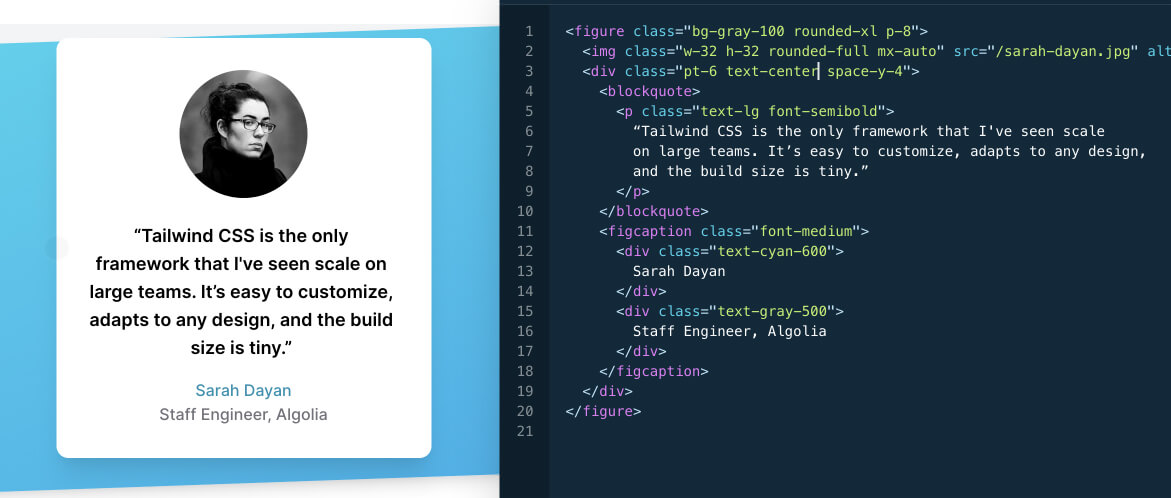 “Tailwind CSS is the only
framework that I've seen scale on
large teams. It’s easy to customize,
adapts to any design, and the build
size is tiny.”
Sarah Dayan
Staff Engineer, Algolia
1 <figure class="bg-gray-100 rounded-xl p-8">
2 <img class="w-32 h-32 rounded-full mx-auto" src="/sarah-dayan.jpg" alt
3 <div class="pt-6 text-center space-y-4">
4 <blockquote>
5 <p class="text-lg font-semibold">
6 “Tailwind CSS is the only framework that I've seen scale
7 on large teams. It’s easy to customize, adapts to any design,
8 and the build size is tiny.”
9 </p>
10 </blockquote>
11 <figcaption class="font-medium">
12 <div class="text-cyan-600">
13 Sarah Dayan
14 </div>
15 <div class="text-gray-500">
16 Staff Engineer, Algolia
17 </div>
18 </figcaption>
19 </div>
20 </figure>
21